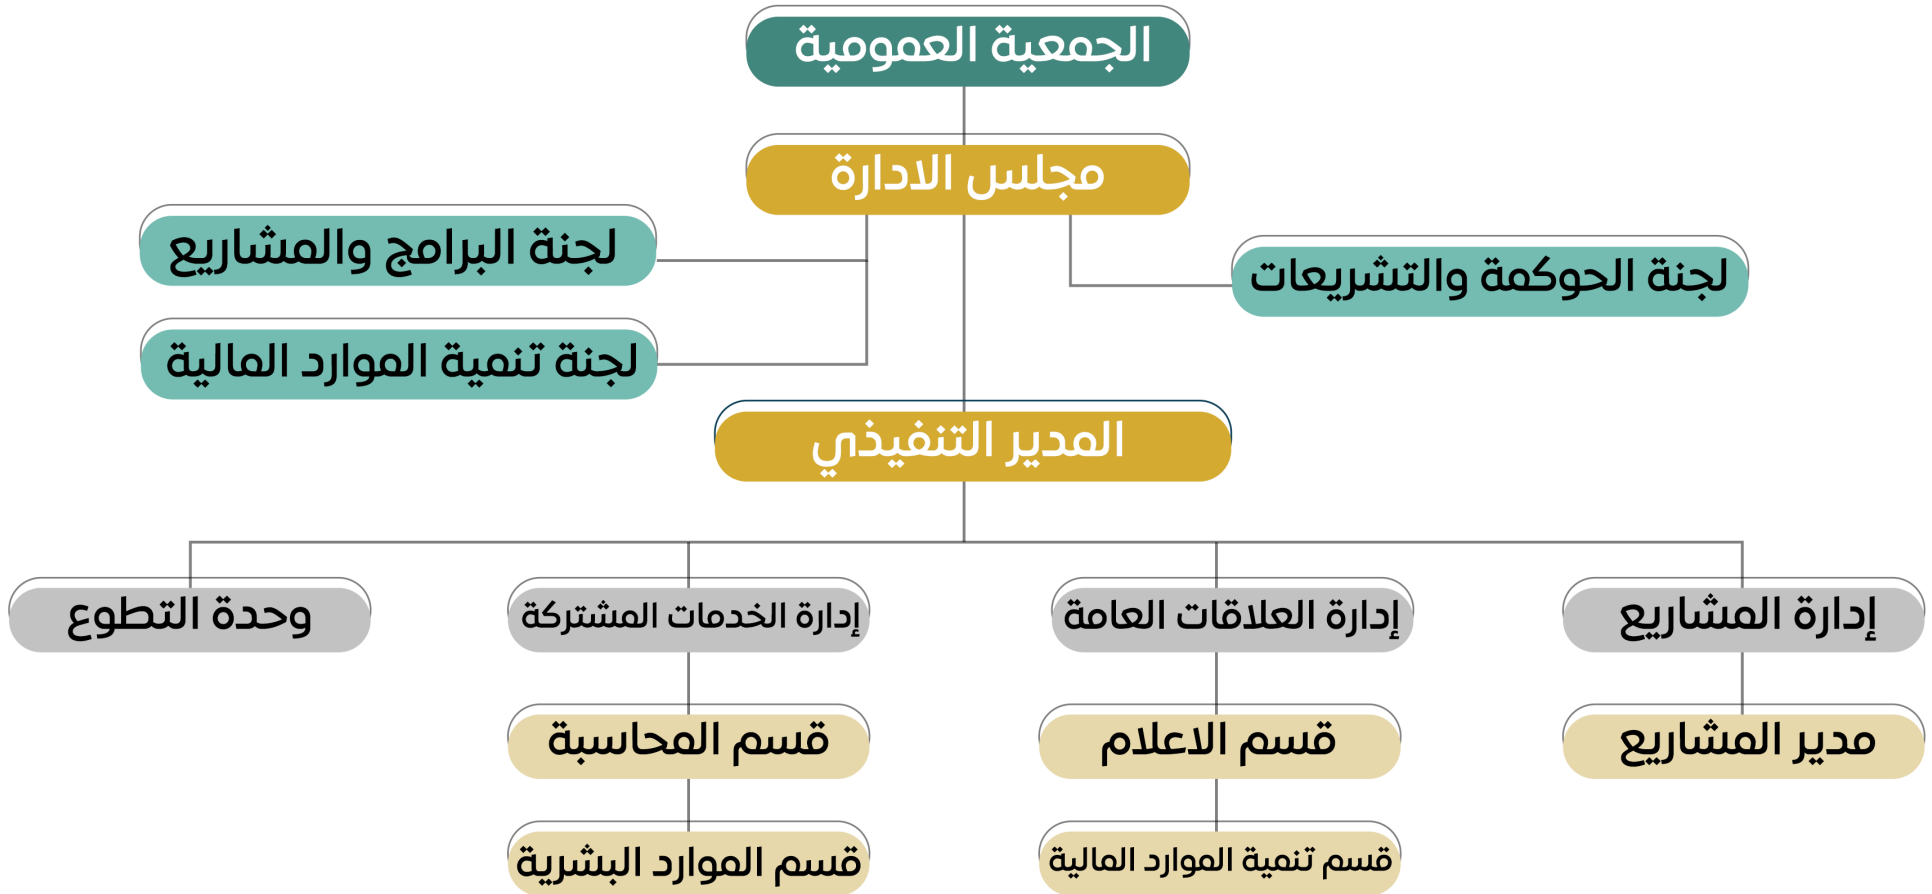 الجمعية العمومية
مجلس الادارة
لجنة الحوكمة والتشريعات
لجنة البرامج والمشاريع
لجنة تنمية الموارد المالية
المدير التنفيذي
إدارة المشاريع
إدارة العلاقات العامة
إدارة الخدمات المشتركة
وحدة التطوع
مدير المشاريع
قسم الاعلام
قسم المحاسبة
قسم تنمية الموارد المالية
قسم الموارد البشرية